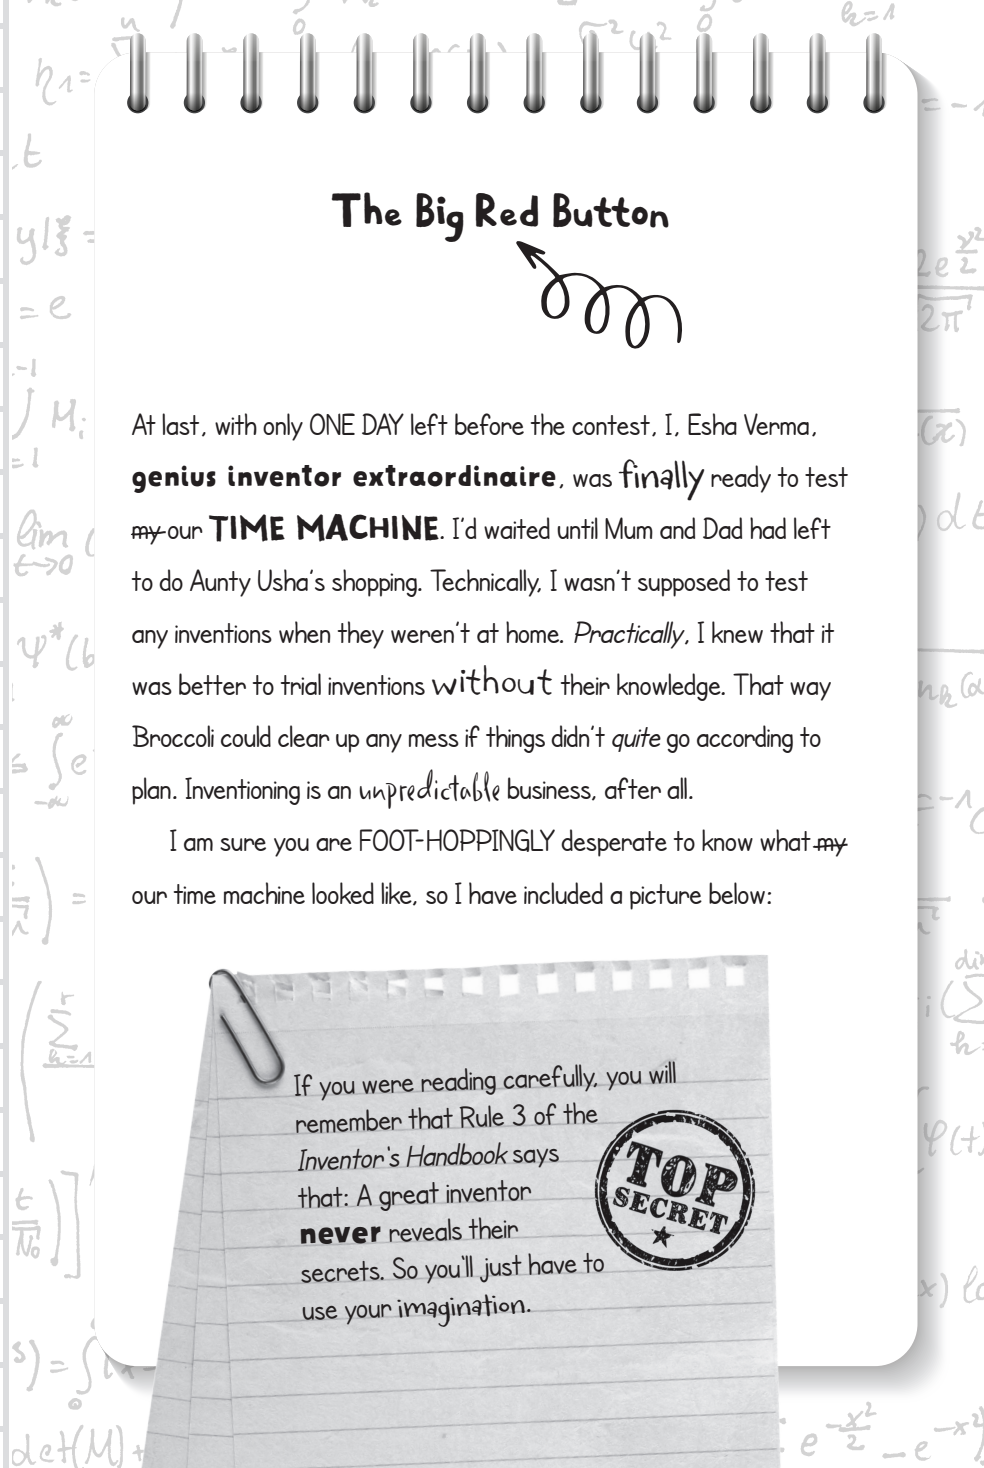 The Big Red Button
At last, with only ONE DAY left before the contest, I, Esha Verma,
genius inventor extraordinaire, was finally ready to test
my our TIME MACHINE. I'd waited until Mum and Dad had left
to do Aunty Usha's shopping. Technically, I wasn't supposed to test
any inventions when they weren't at home. Practically, I knew that it
was better to trial inventions without their knowledge. That way
Broccoli could clear up any mess if things didn't quite go according to
plan. Inventioning is an unpredictable business, after all.
I am sure you are FOOT-HOPPINGLY desperate to know what my
our time machine looked like, so I have included a picture below:
If you were reading carefully, you will
remember that Rule 3 of the
Inventor's Handbook says
that: A great inventor
never reveals their
secrets. So you'll just have to
use your imagination.
TOP
SECRET